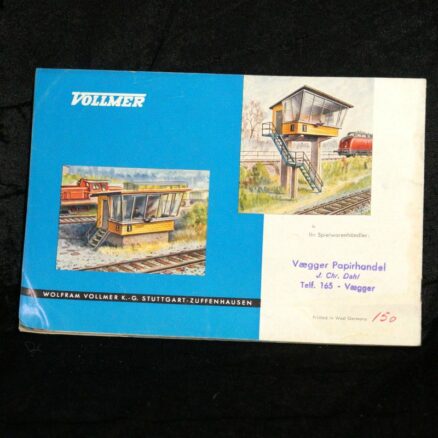 VOLLMER
Ihr Spielwarenhändler:
Vægger Papirhandel
J. Chr. Dahl
Telf. 165 - Vægger
WOLFRAM VOLLMER K.-G. STUTTGART-ZUFFENHAUSEN
Printed in West Germany
150